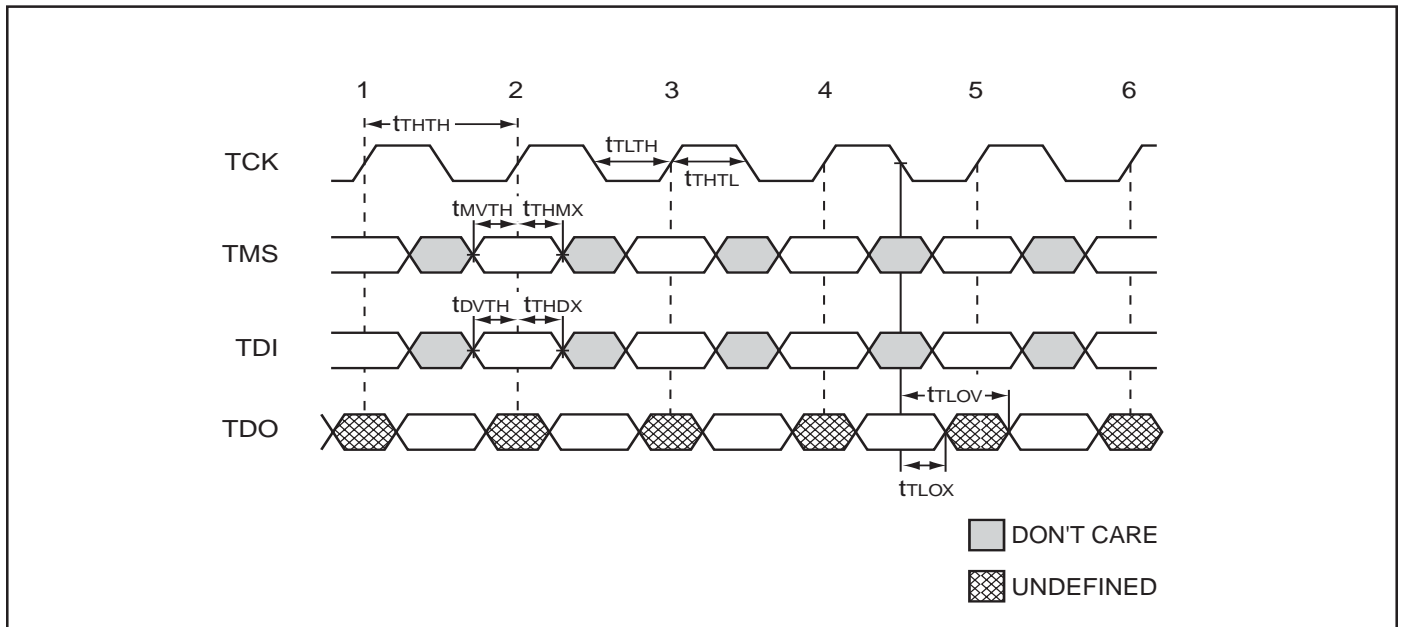 1 2 3 4 5 6
tTHTH
TCK
tTLTH
tTHTL
tMVTH tTHMX
TMS
tDVTH tTHDX
TDI
tTLOV
TDO
tTLOX
DON'T CARE
UNDEFINED